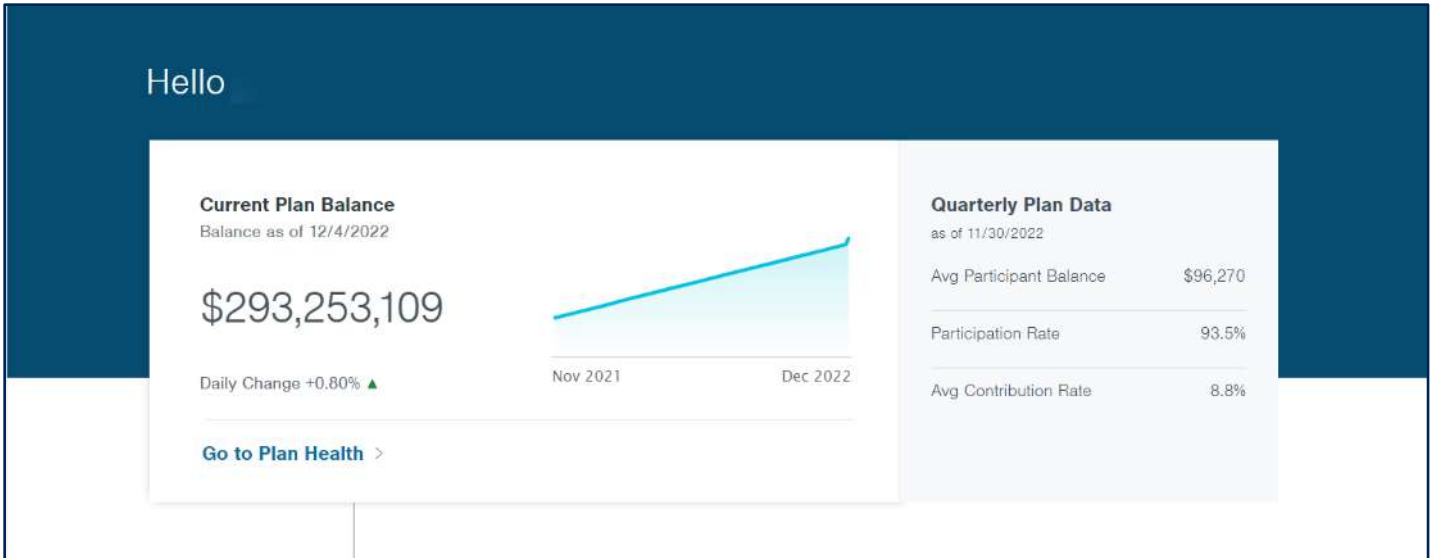 Hello
Current Plan Balance
Balance as of 12/4/2022
$293,253,109
Daily Change +0.80% ▲
Nov 2021 Dec 2022
Go to Plan Health >
Quarterly Plan Data
as of 11/30/2022
Avg Participant Balance $96,270
Participation Rate 93.5%
Avg Contribution Rate 8.8%